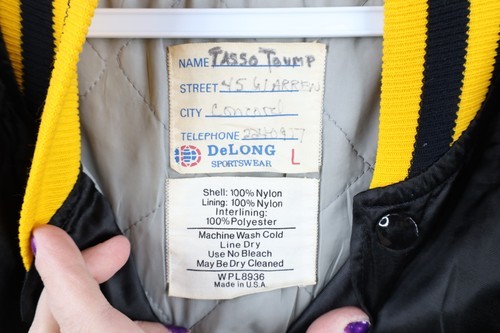 NAME TASSO TAUMP
STREET 45 WARREN
CITY Concord
TELEPHONE
DeLONG
SPORTSWEAR L
Shell: 100% Nylon
Lining: 100% Nylon
Interlining:
100% Polyester
Machine Wash Cold
Line Dry
Use No Bleach
May Be Dry Cleaned
WPL8936
Made in U.S.A.